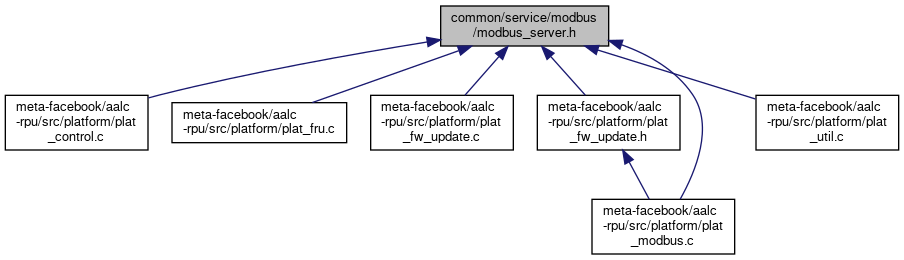 common/service/modbus
/modbus_server.h
meta-facebook/aalc
-rpu/src/platform/plat
_control.c
meta-facebook/aalc
-rpu/src/platform/plat_fru.c
meta-facebook/aalc
-rpu/src/platform/plat
_fw_update.c
meta-facebook/aalc
-rpu/src/platform/plat
_fw_update.h
meta-facebook/aalc
-rpu/src/platform/plat
_util.c
meta-facebook/aalc
-rpu/src/platform/plat
_modbus.c